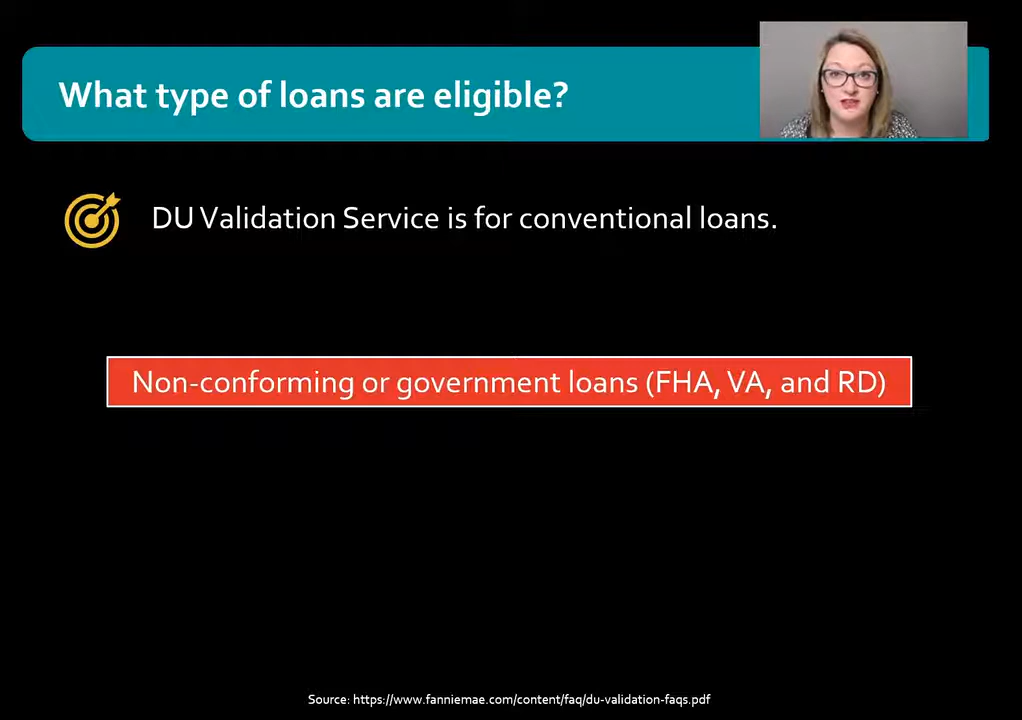 What type of loans are eligible?
DU Validation Service is for conventional loans.
Non-conforming or government loans (FHA, VA, and RD)
Source: https://www.fanniemae.com/content/faq/du-validation-faqs.pdf